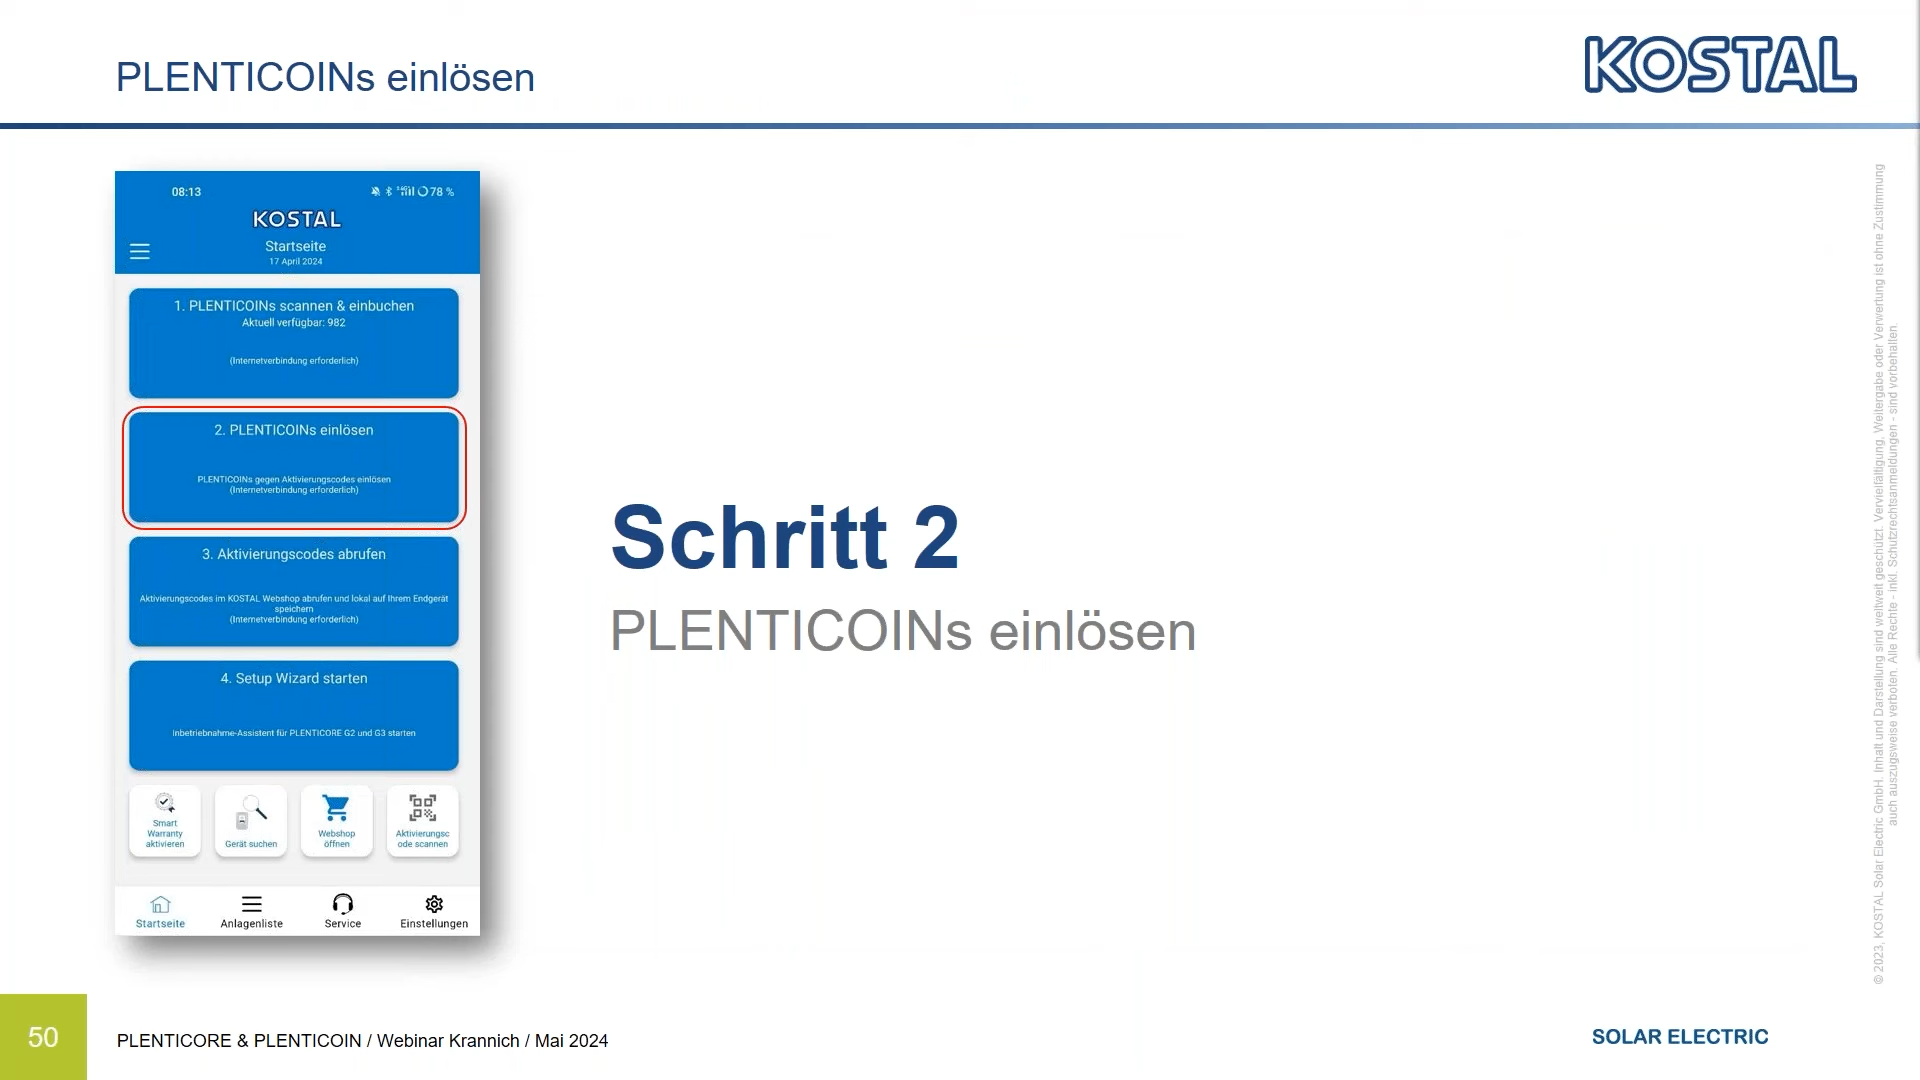 PLENTICOINs einlösen
KOSTAL
08:13
78 %
KOSTAL
Startseite
17 April 2024
1. PLENTICOINs scannen & einbuchen
Aktuell verfügbar: 982
(Internetverbindung erforderlich)
2. PLENTICOINs einlösen
PLENTICOINs gegen Aktivierungscodes einlösen
(Internetverbindung erforderlich)
3. Aktivierungscodes abrufen
Aktivierungscodes im KOSTAL Webshop abrufen und lokal auf Ihrem Endgerät
speichern
(Internetverbindung erforderlich)
4. Setup Wizard starten
Inbetriebnahme-Assistent für PLENTICORE G2 und G3 starten
Smart
Warranty
aktivieren
Gerät suchen
Webshop
öffnen
Aktivierungsc
ode scannen
Startseite
Anlagenliste
Service
Einstellungen
Schritt 2
PLENTICOINs einlösen
© 2023, KOSTAL Solar Electric GmbH. Inhalt und Darstellung sind weltweit geschützt. Vervielfältigung, Weitergabe oder Verwertung ist ohne Zustimmung
auch auszugsweise verboten. Alle Rechte - inkl. Schutzrechtsanmeldungen - sind vorbehalten.
50
PLENTICORE & PLENTICOIN / Webinar Krannich / Mai 2024
SOLAR ELECTRIC